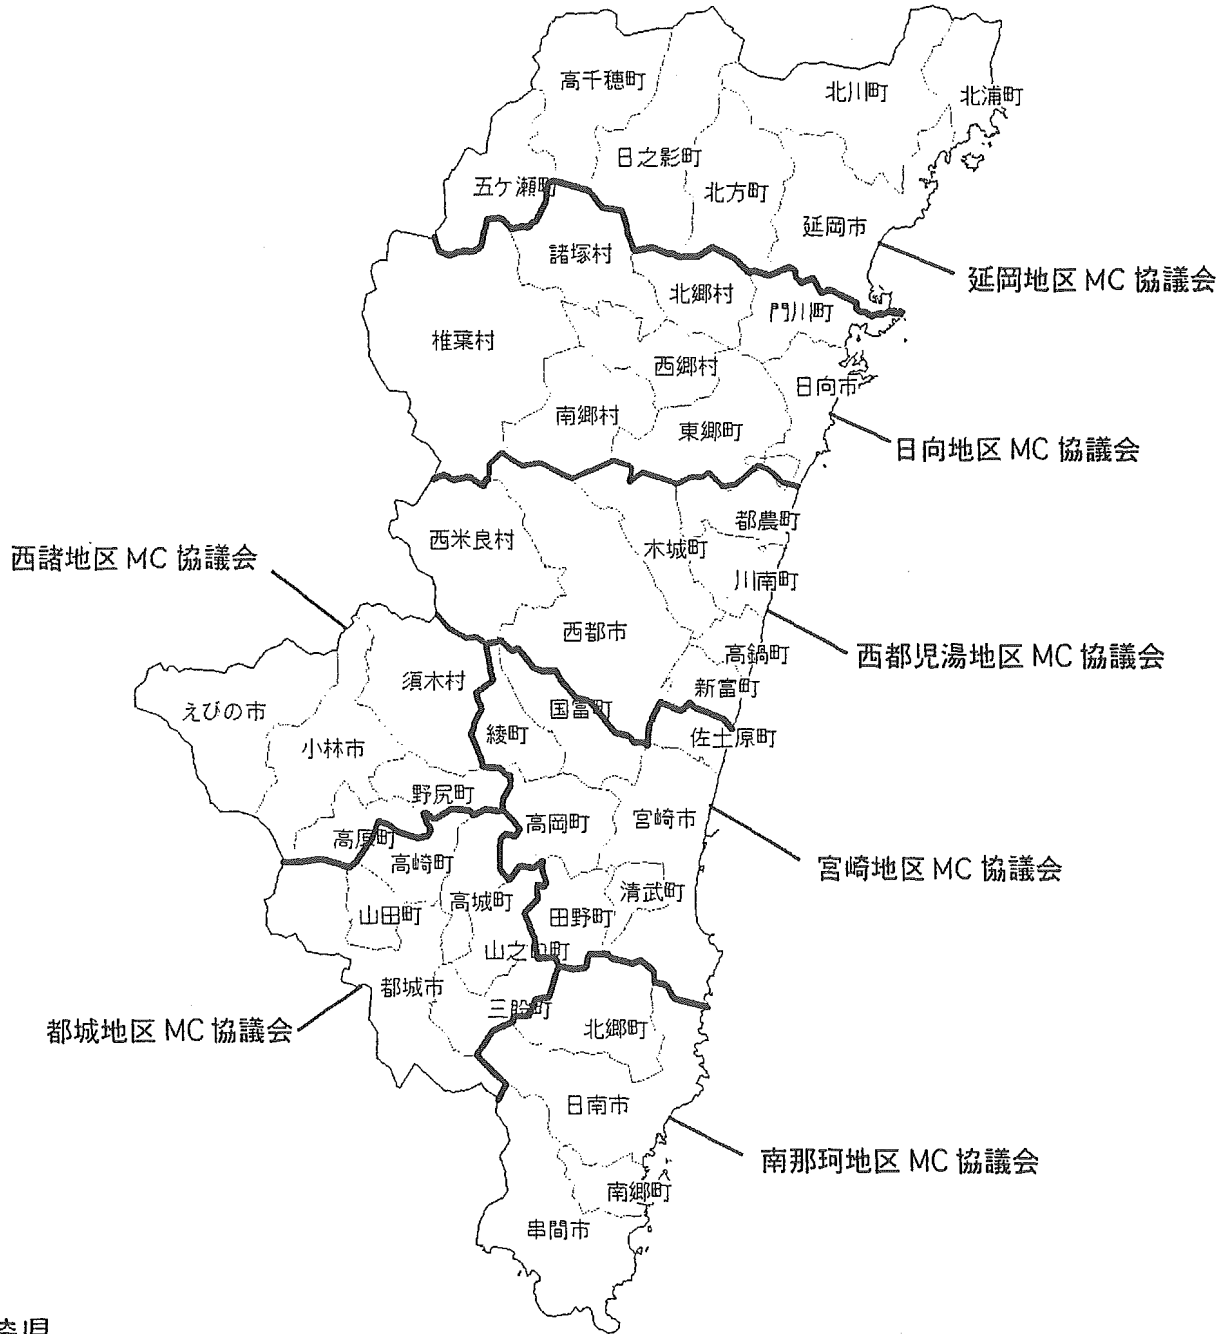 高千穂町
北川町
北浦町
日之影町
五ケ瀬町
北方町
延岡市
諸塚村
延岡地区 MC 協議会
北郷村
門川町
椎葉村
西郷村
日向市
南郷村
東郷町
日向地区 MC 協議会
都農町
西米良村
木城町
西諸地区 MC 協議会
川南町
西都市
高鍋町
西都児湯地区 MC 協議会
須木村
新富町
えびの市
国富町
綾町
佐土原町
小林市
野尻町
高岡町
宮崎市
高原町
高崎町
宮崎地区 MC 協議会
清武町
高城町
山田町
田野町
山之口町
都城市
三股町
都城地区 MC 協議会
北郷町
日南市
南那珂地区 MC 協議会
南郷町
串間市